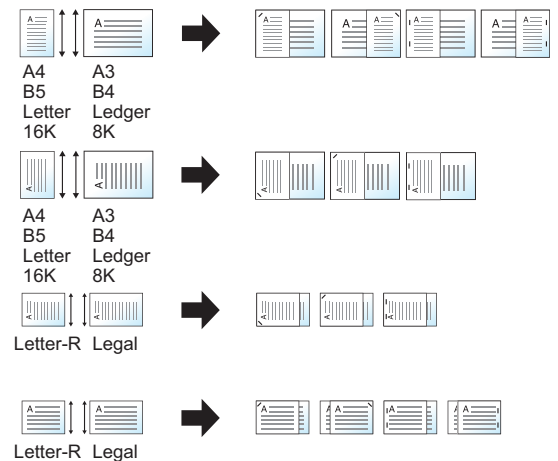 A4 A3
B5 B4
Letter Ledger
16K 8K
A4 A3
B5 B4
Letter Ledger
16K 8K
Letter-R Legal
Letter-R Legal